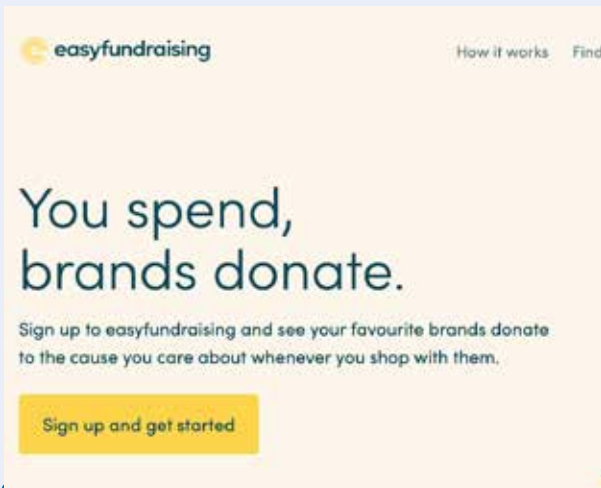 easyfundraising
How it works Find
You spend,
brands donate.
Sign up to easyfundraising and see your favourite brands donate
to the cause you care about whenever you shop with them.
Sign up and get started